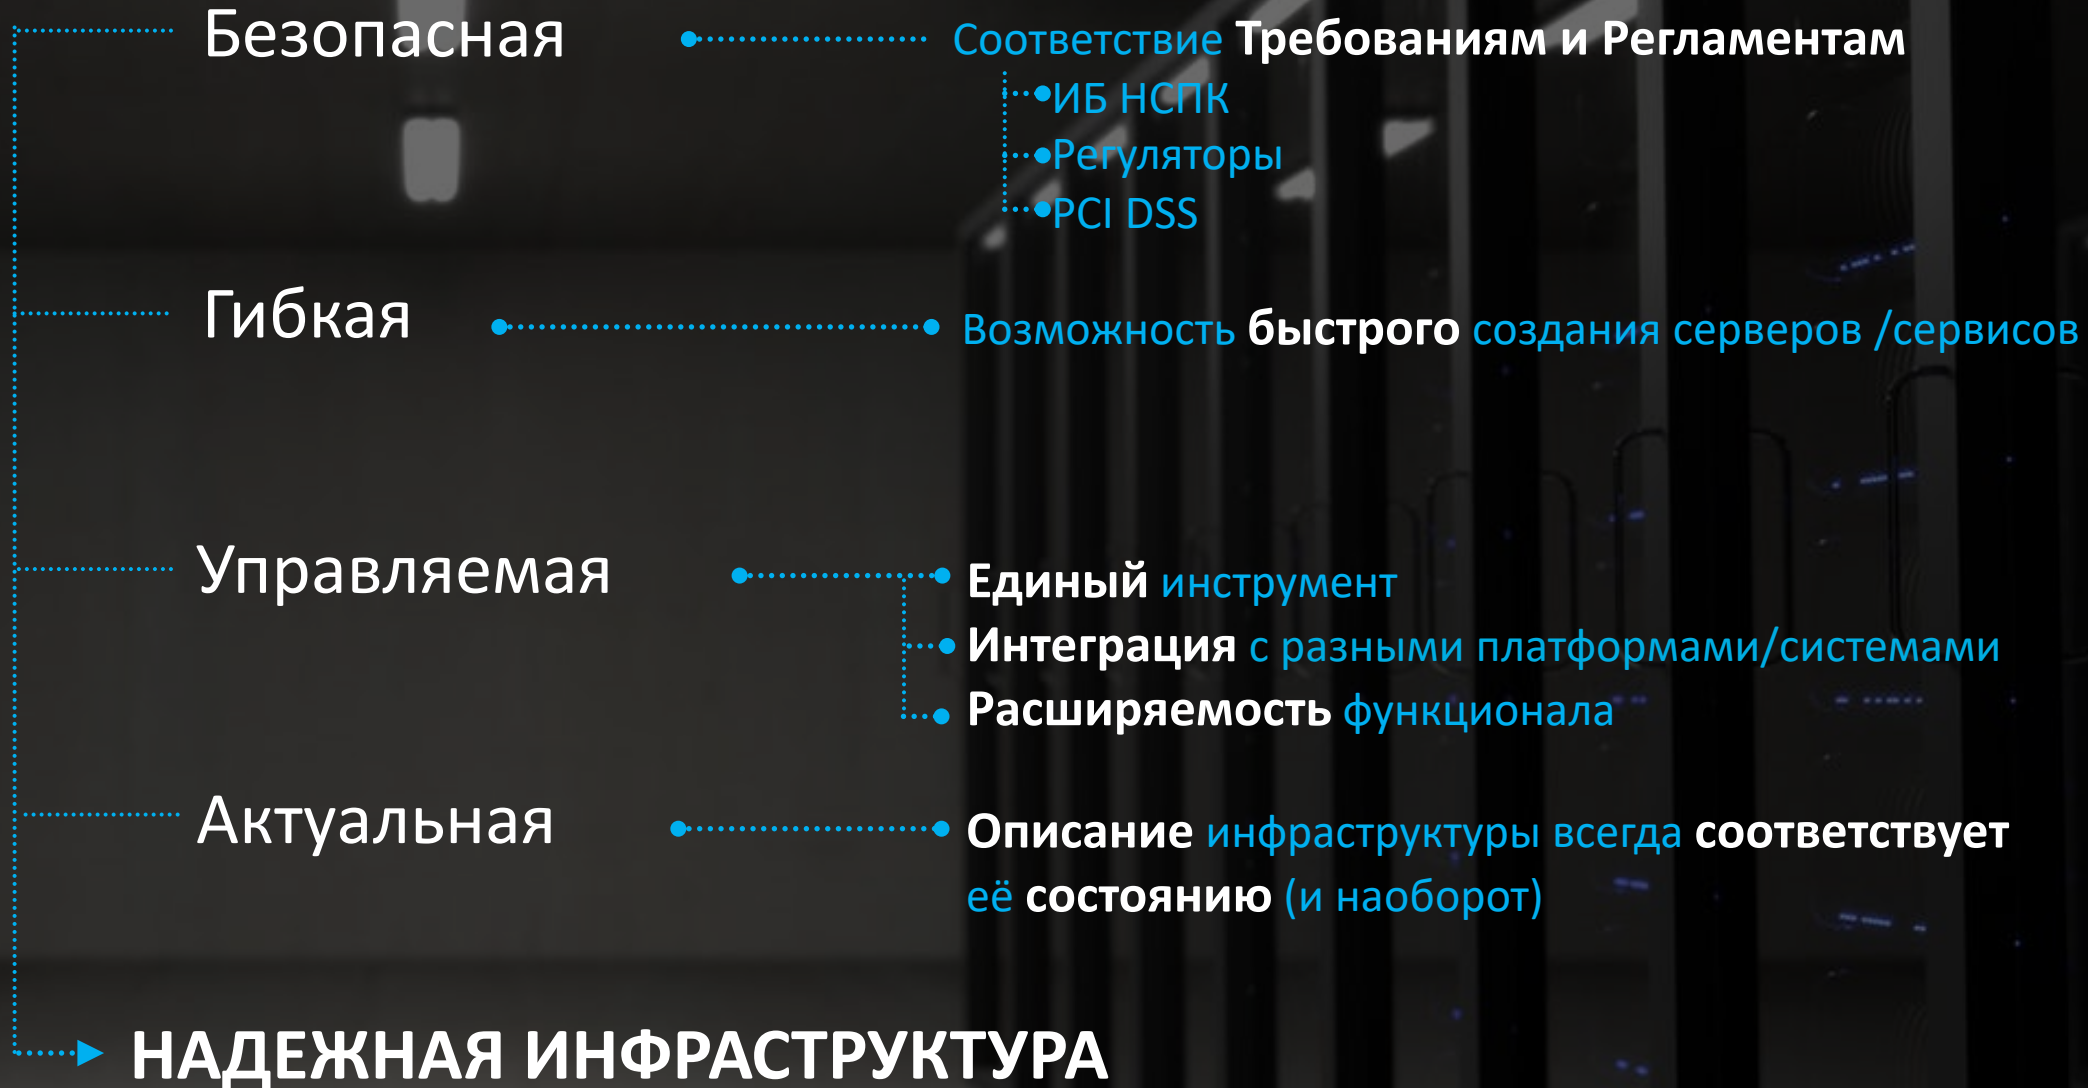 Безопасная
Соответствие Требованиям и Регламентам
ИБ НСПК
Регуляторы
PCI DSS
Гибкая
Возможность быстрого создания серверов /сервисов
Управляемая
Единый инструмент
Интеграция с разными платформами/системами
Расширяемость функционала
Актуальная
Описание инфраструктуры всегда соответствует
её состоянию (и наоборот)
НАДЕЖНАЯ ИНФРАСТРУКТУРА